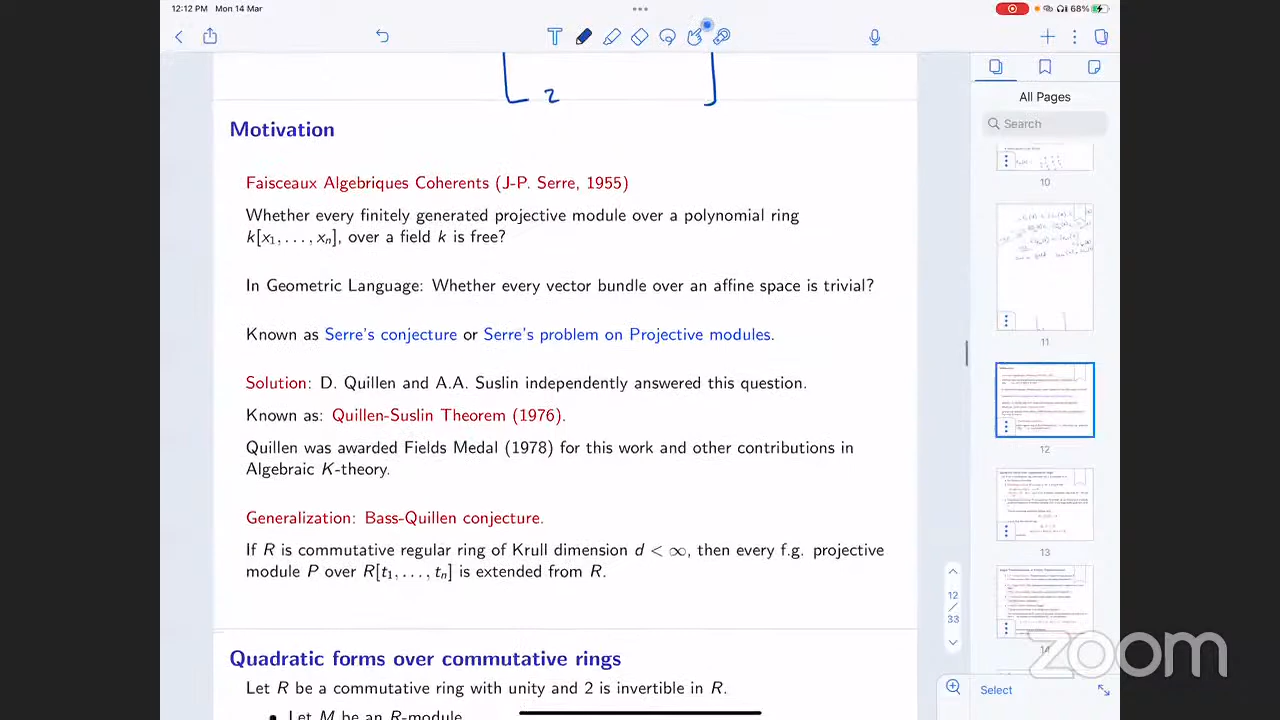 12:12 PM Mon 14 Mar
68%
T
2
Motivation
All Pages
Search
Faisceaux Algebriques Coherents (J-P. Serre, 1955)
Whether every finitely generated projective module over a polynomial ring
k[x₁, . . . , xₙ], over a field k is free?
In Geometric Language: Whether every vector bundle over an affine space is trivial?
Known as Serre's conjecture or Serre's problem on Projective modules.
Solution: D. Quillen and A.A. Suslin independently answered this question.
Known as Quillen-Suslin Theorem (1976).
Quillen was awarded Fields Medal (1978) for this work and other contributions in
Algebraic K-theory.
Generalization: Bass-Quillen conjecture.
If R is commutative regular ring of Krull dimension d < ∞, then every f.g. projective
module P over R[t₁, . . . , tₙ] is extended from R
Quadratic forms over commutative rings
Let R be a commutative ring with unity and 2 is invertible in R.
• Let M be an R-module
10
11
12
13
14
12
33
Select
zoom